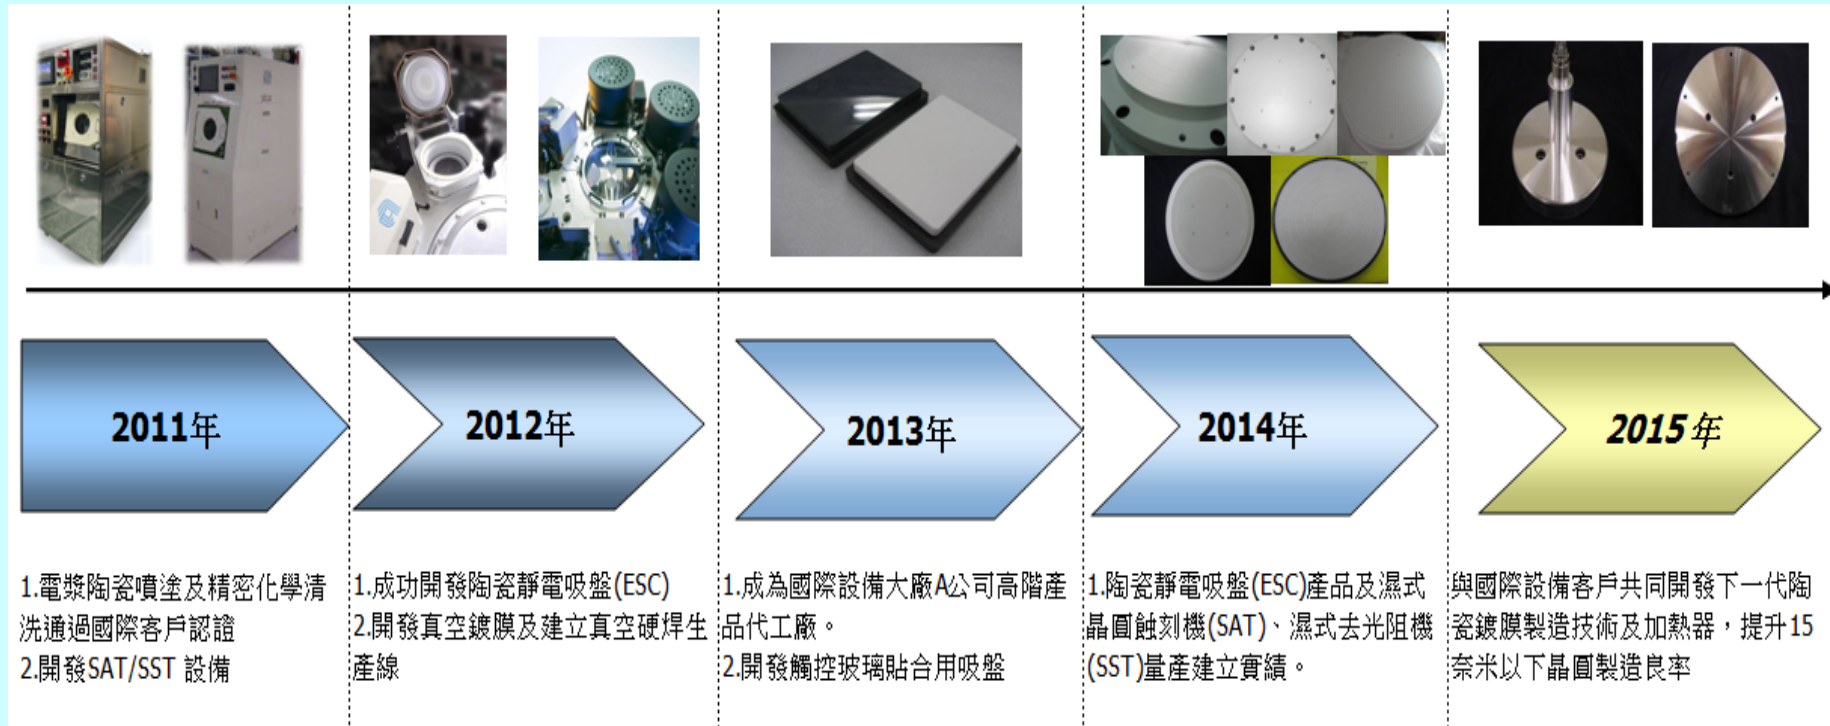 2011年
2012年
2013年
2014年
2015年
1.電漿陶瓷噴塗及精密化學清
洗通過國際客戶認證
2.開發SAT/SST 設備
1.成功開發陶瓷靜電吸盤(ESC)
2.開發真空鍍膜及建立真空硬焊生
產線
1.成為國際設備大廠A公司高階產
品代工廠。
2.開發觸控玻璃貼合用吸盤
1.陶瓷靜電吸盤(ESC)產品及濕式
晶圓蝕刻機(SAT)、濕式去光阻機
(SST)量產建立實績。
與國際設備客戶共同開發下一代陶
瓷鍍膜製造技術及加熱器，提升15
奈米以下晶圓製造良率